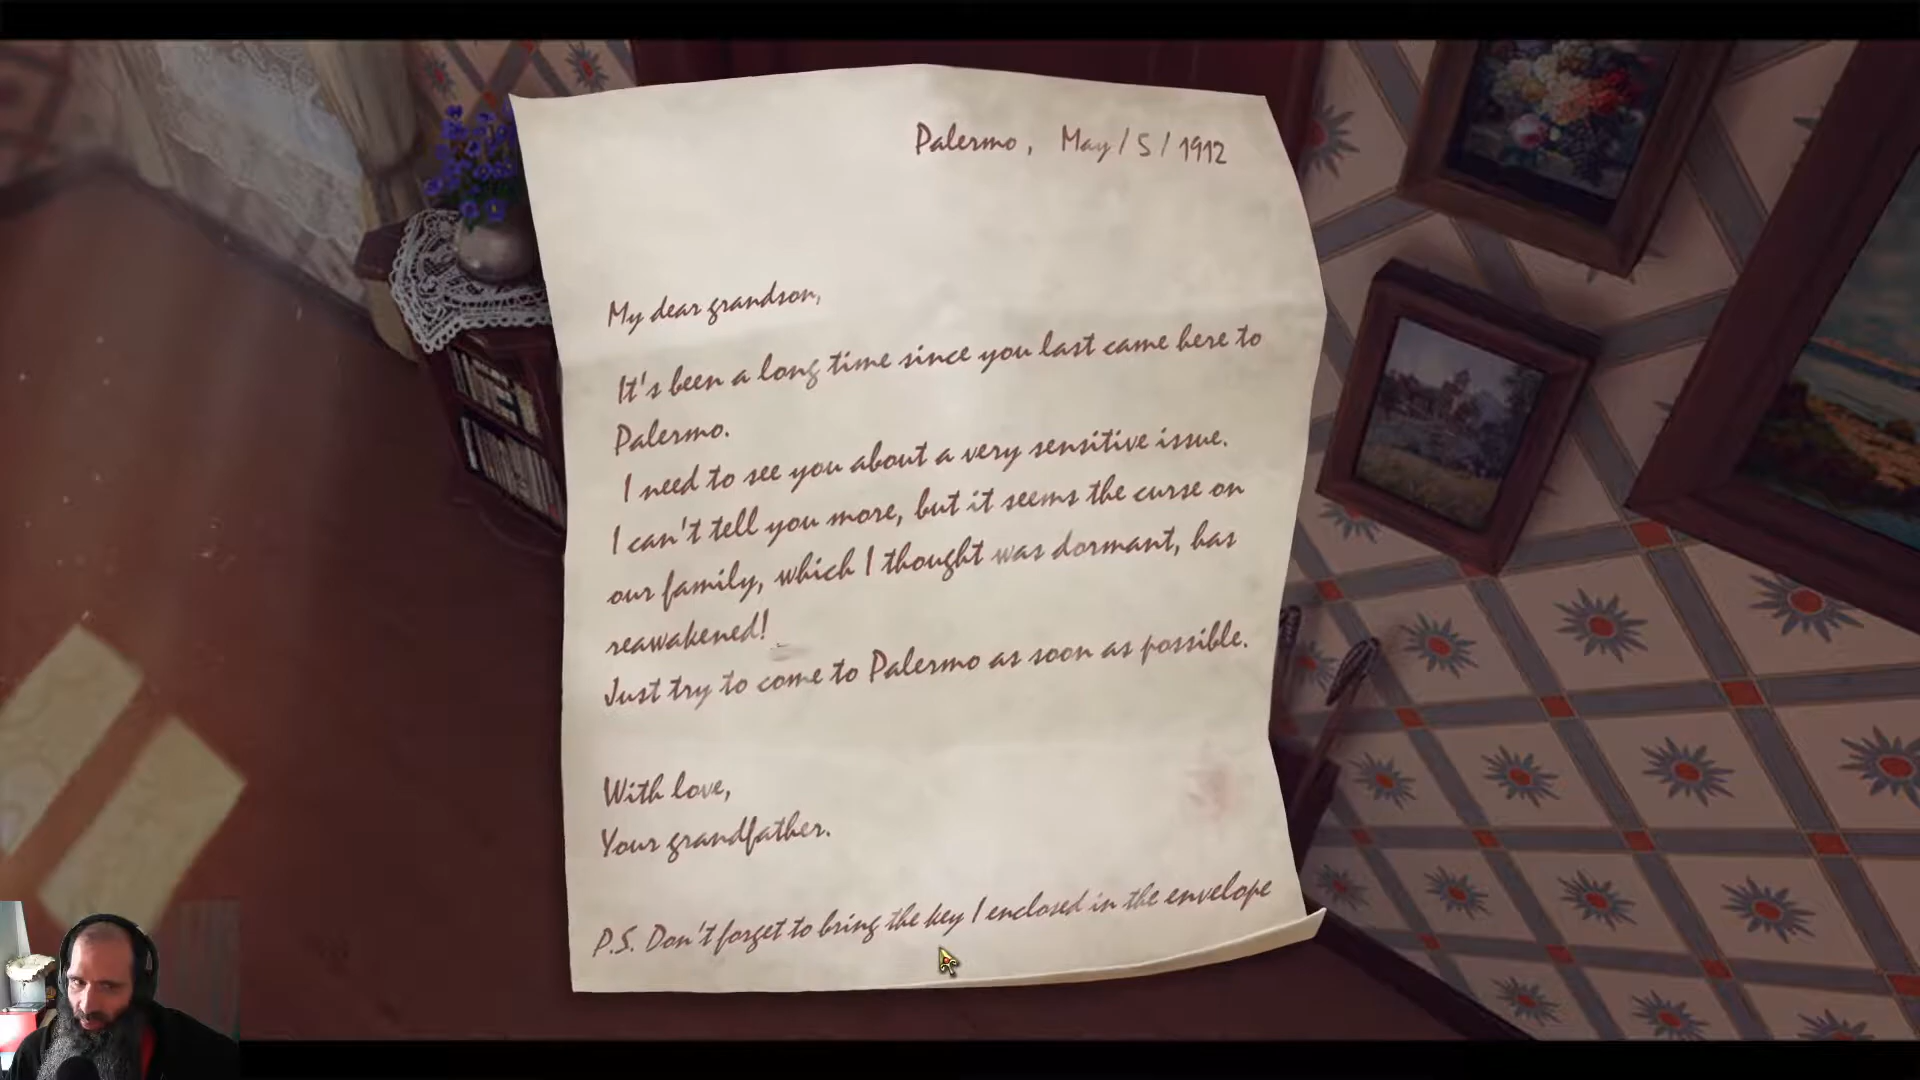 Palermo, May / 5 / 1912
My dear grandson,
It's been a long time since you last came here to
Palermo.
I need to see you about a very sensitive issue.
I can't tell you more, but it seems the curse on
our family, which I thought was dormant, has
reawakened!
Just try to come to Palermo as soon as possible.
With love,
Your grandfather.
P.S. Don't forget to bring the key I enclosed in the envelope